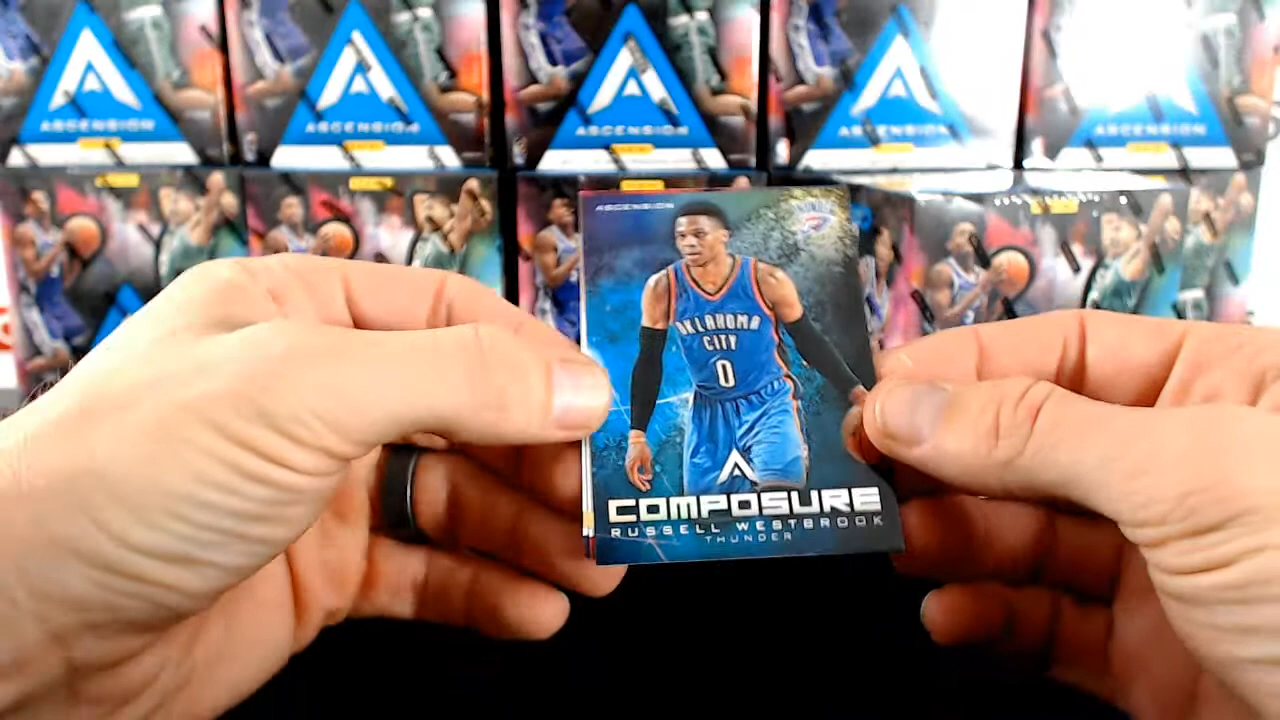 ASCENSION
ASCENSION
ASCENSION
ASCENSION
ASCENSION
ASCENSION
OKLAHOMA
CITY
0
COMPOSURE
RUSSELL WESTBROOK
THUNDER